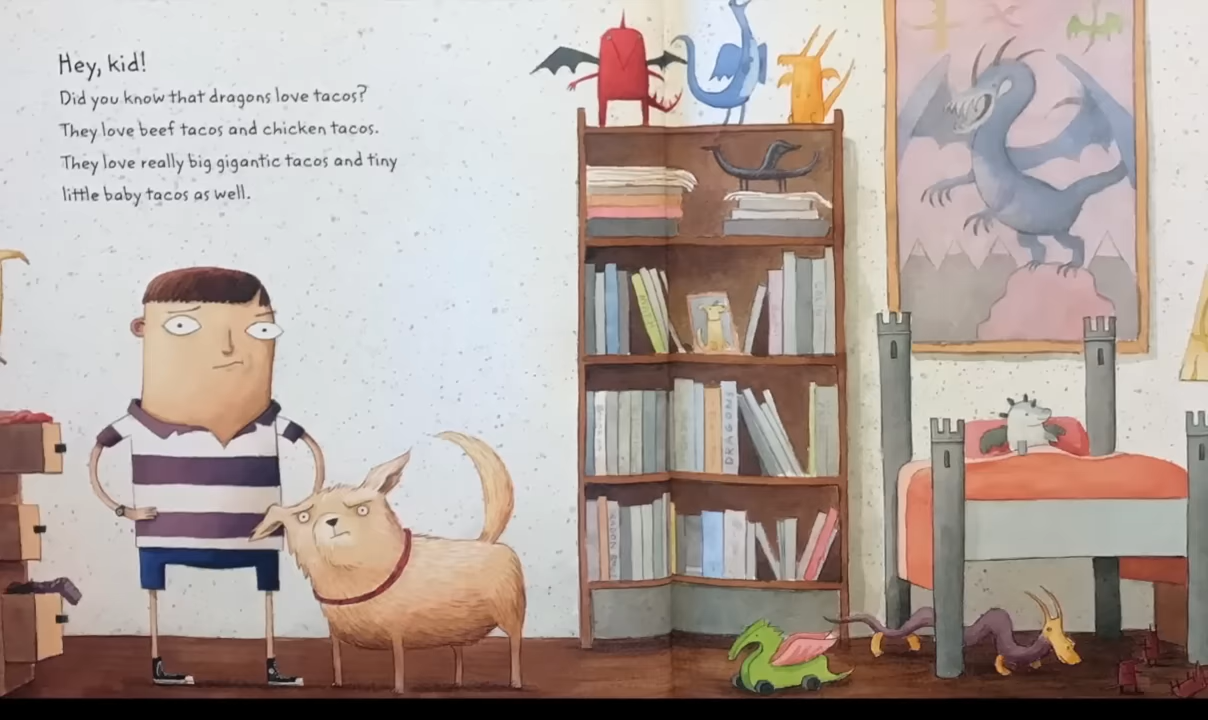 Hey, kid!
Did you know that dragons love tacos?
They love beef tacos and chicken tacos.
They love really big gigantic tacos and tiny
little baby tacos as well.
DRAGONS